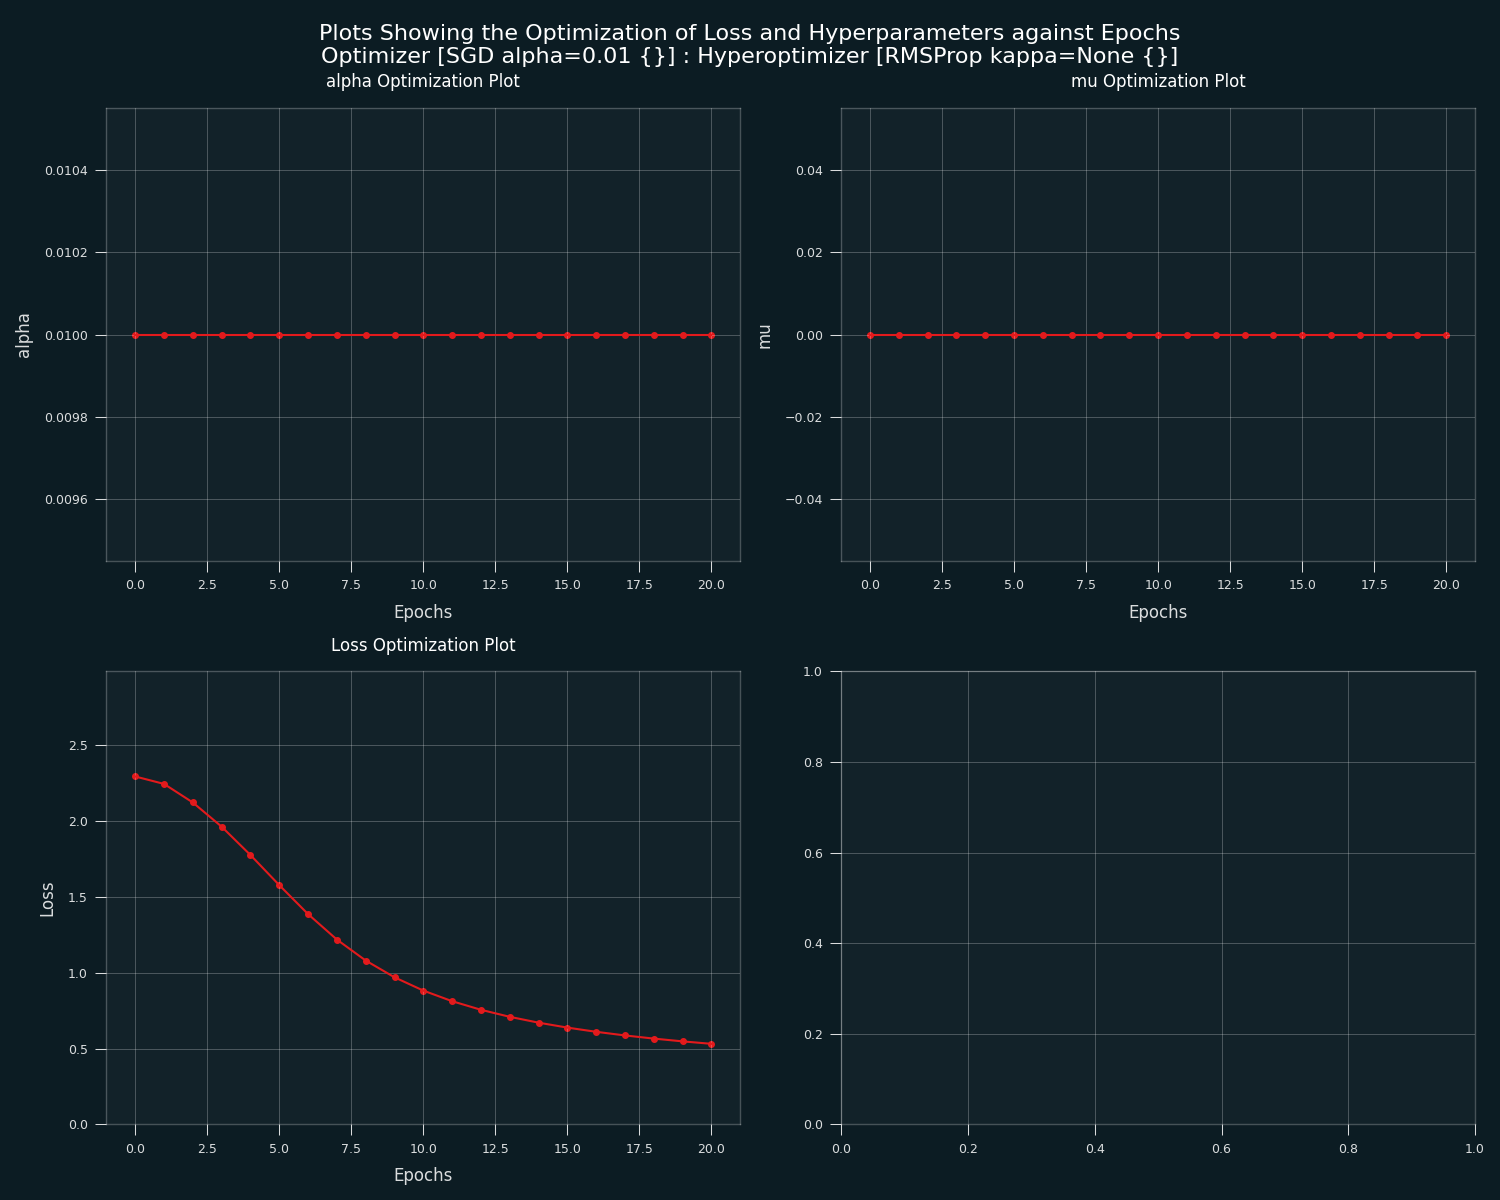 Plots Showing the Optimization of Loss and Hyperparameters against Epochs
Optimizer [SGD alpha=0.01 {}] : Hyperoptimizer [RMSProp kappa=None {}]
alpha Optimization Plot
0.0104
0.0102
0.0100
0.0098
0.0096
alpha
0.0 2.5 5.0 7.5 10.0 12.5 15.0 17.5 20.0
Epochs
mu Optimization Plot
0.04
0.02
0.00
−0.02
−0.04
mu
0.0 2.5 5.0 7.5 10.0 12.5 15.0 17.5 20.0
Epochs
Loss Optimization Plot
2.5
2.0
1.5
1.0
0.5
0.0
Loss
0.0 2.5 5.0 7.5 10.0 12.5 15.0 17.5 20.0
Epochs
1.0
0.8
0.6
0.4
0.2
0.0
0.0 0.2 0.4 0.6 0.8 1.0